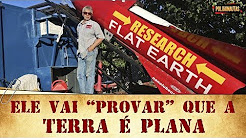 RESEARCH
FLAT EARTH
ELE VAI “PROVAR” QUE A
TERRA É PLANA